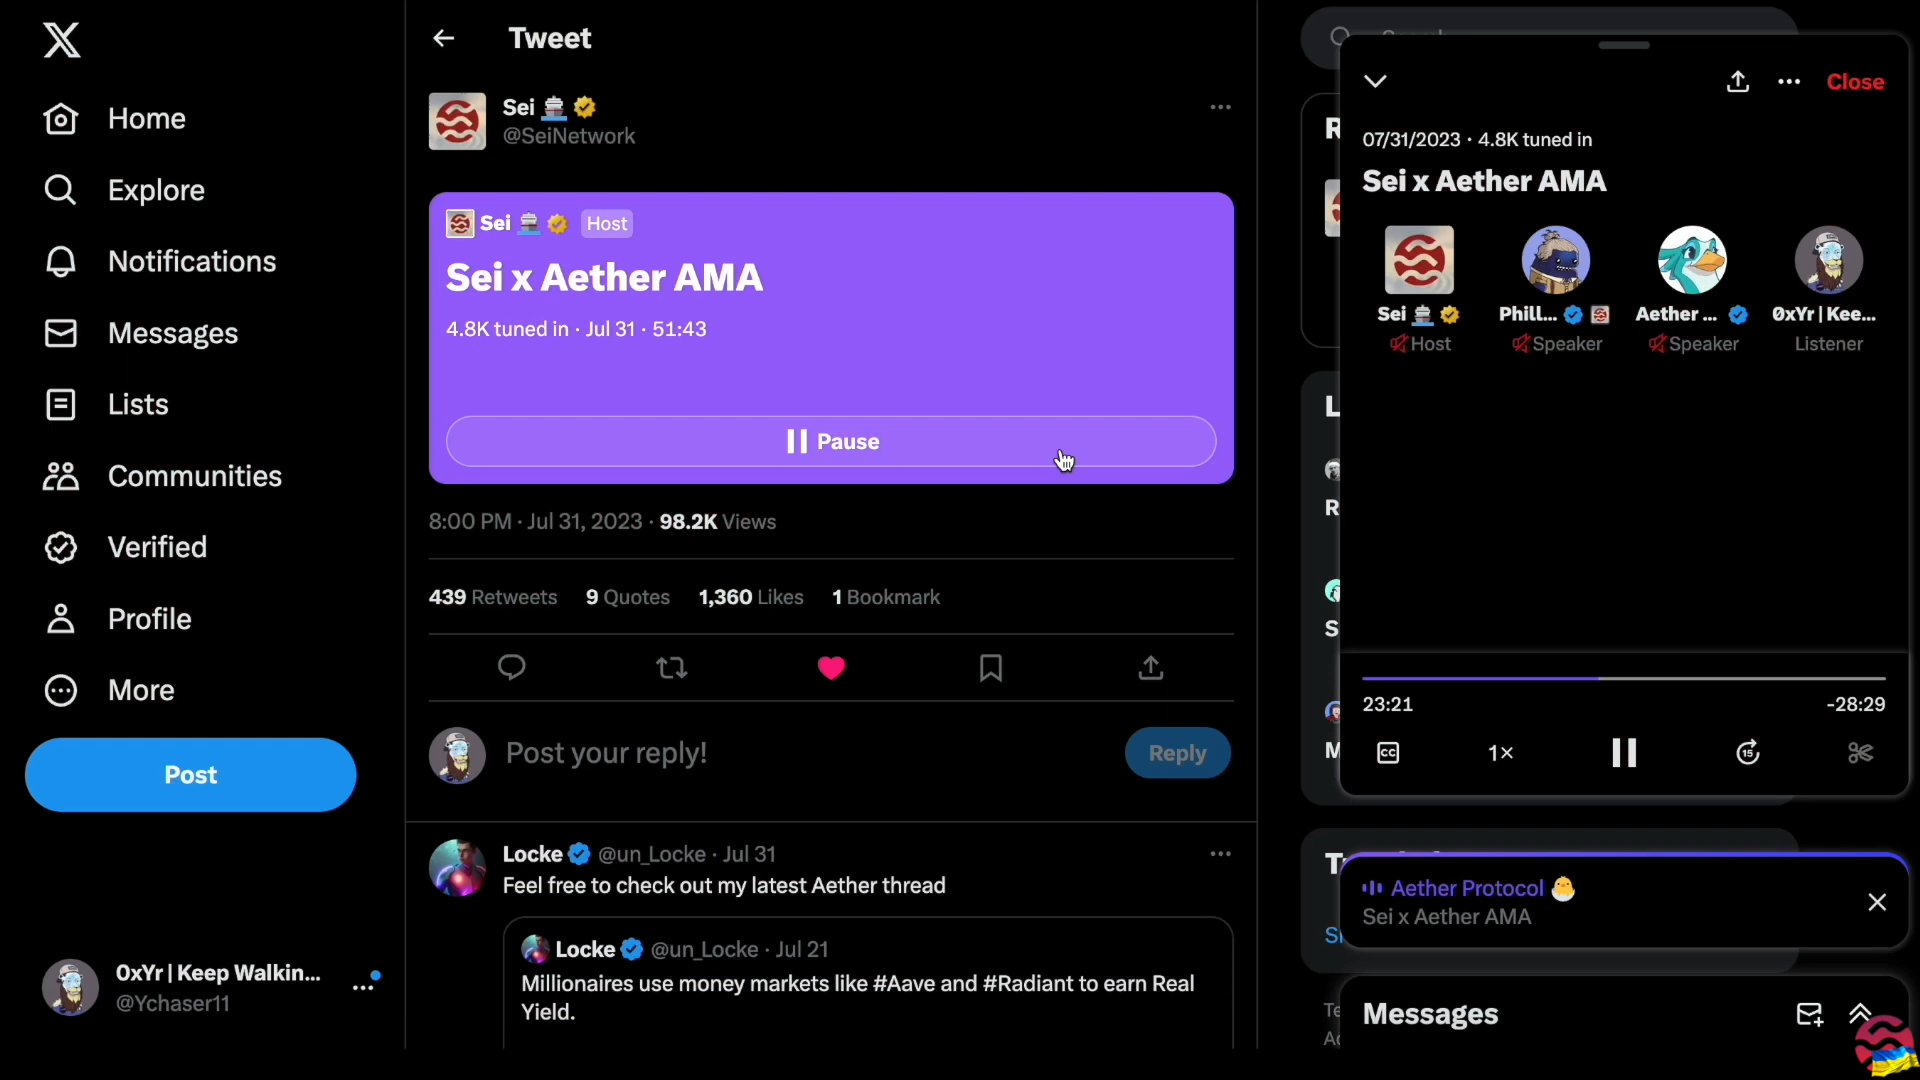 Home
Explore
Notifications
Messages
Lists
Communities
Verified
Profile
More
Post
0xYr | Keep Walkin...
@Ychaser11
Tweet
Sei
@SeiNetwork
Sei Host
Sei x Aether AMA
4.8K tuned in · Jul 31 · 51:43
Pause
8:00 PM · Jul 31, 2023 · 98.2K Views
439 Retweets 9 Quotes 1,360 Likes 1 Bookmark
Post your reply!
Reply
Locke @un_Locke · Jul 31
Feel free to check out my latest Aether thread
Locke @un_Locke · Jul 21
Millionaires use money markets like #Aave and #Radiant to earn Real
Yield.
Close
07/31/2023 · 4.8K tuned in
Sei x Aether AMA
Sei Phill... Aether ... 0xYr | Kee...
Host Speaker Speaker Listener
23:21 -28:29
CC 1× 15
Aether Protocol
Sei x Aether AMA
Messages